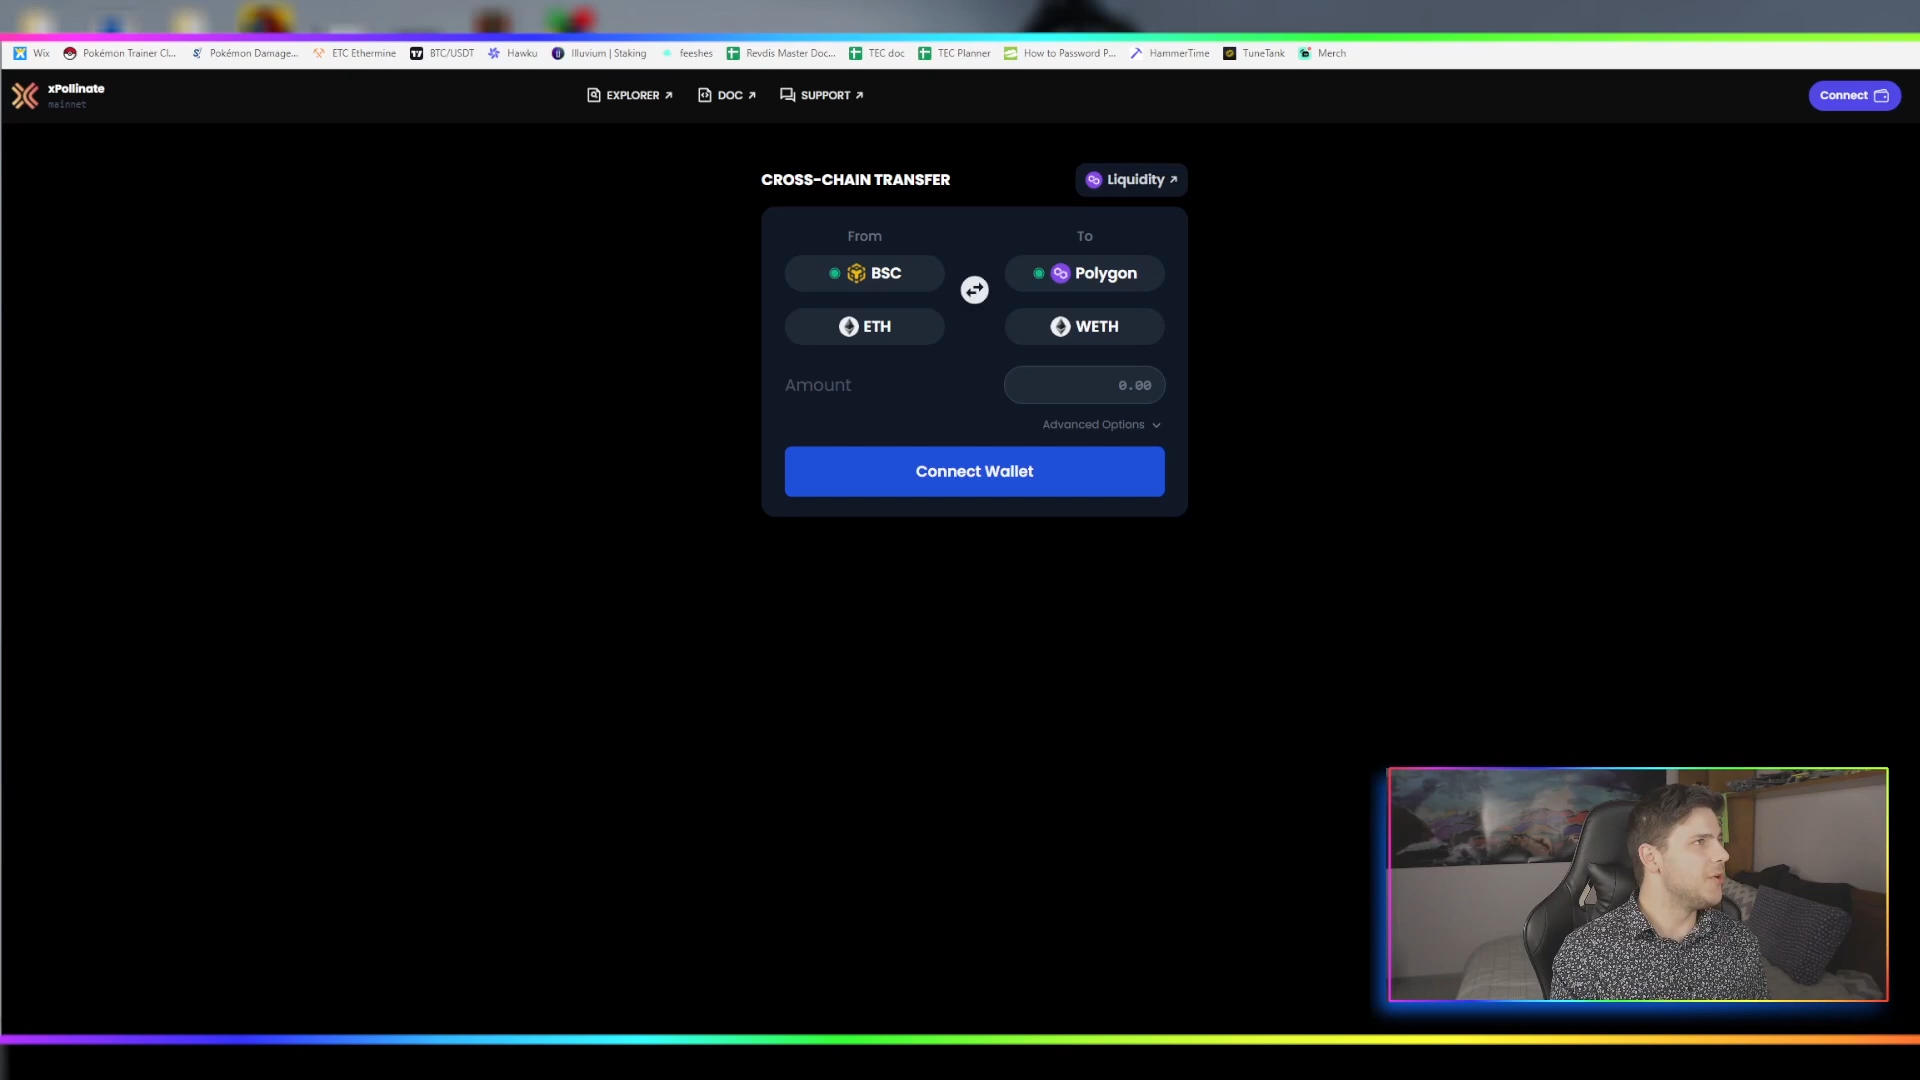 Wix Pokémon Trainer Cl... Pokémon Damage... ETC Ethermine BTC/USDT Hawku Illuvium | Staking feeshes Revdis Master Doc... TEC doc TEC Planner How to Password P... HammerTime TuneTank Merch
xPollinate
mainnet
EXPLORER DOC SUPPORT
Connect
CROSS-CHAIN TRANSFER
Liquidity
From To
BSC Polygon
ETH WETH
Amount 0.00
Advanced Options
Connect Wallet